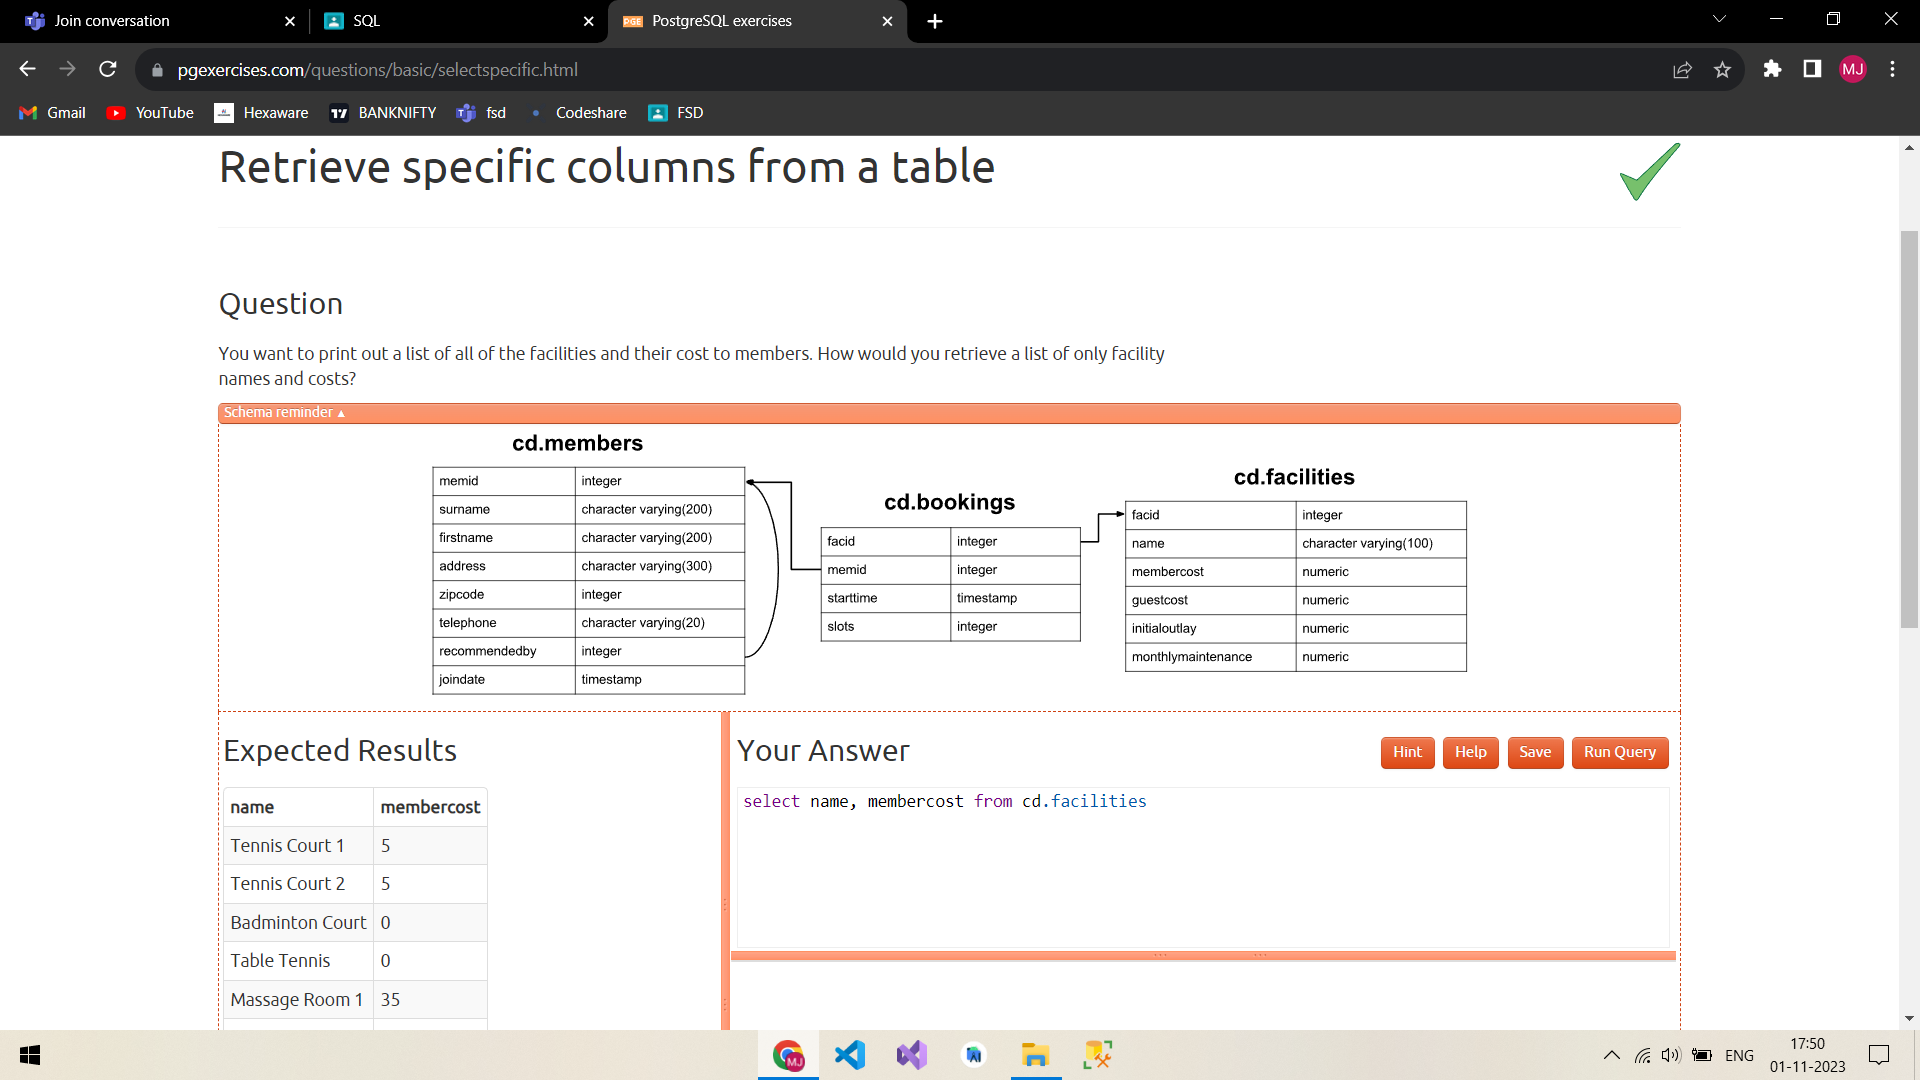 Join conversation
SQL
PGE PostgreSQL exercises
pgexercises.com/questions/basic/selectspecific.html
MJ
Gmail YouTube Hexaware BANKNIFTY fsd Codeshare FSD
Retrieve specific columns from a table
Question
You want to print out a list of all of the facilities and their cost to members. How would you retrieve a list of only facility
names and costs?
Schema reminder ▲
cd.members
memid integer
surname character varying(200)
firstname character varying(200)
address character varying(300)
zipcode integer
telephone character varying(20)
recommendedby integer
joindate timestamp
cd.bookings
facid integer
memid integer
starttime timestamp
slots integer
cd.facilities
facid integer
name character varying(100)
membercost numeric
guestcost numeric
initialoutlay numeric
monthlymaintenance numeric
Expected Results
name membercost
Tennis Court 1 5
Tennis Court 2 5
Badminton Court 0
Table Tennis 0
Massage Room 1 35
Your Answer
Hint Help Save Run Query
select name, membercost from cd.facilities
MJ
ENG
17:50
01-11-2023